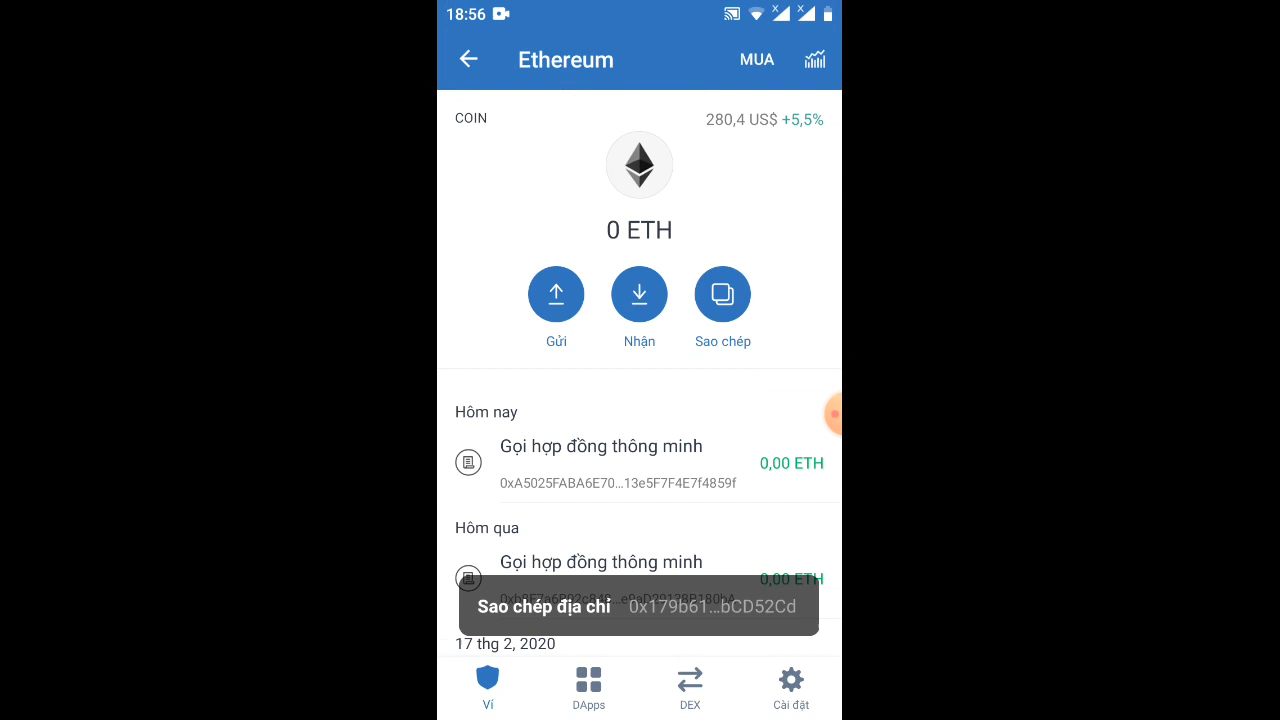 18:56
Ethereum
MUA
COIN
280,4 US$ +5,5%
0 ETH
Gửi
Nhận
Sao chép
Hôm nay
Gọi hợp đồng thông minh
0,00 ETH
0xA5025FABA6E70...13e5F7F4E7f4859f
Hôm qua
Gọi hợp đồng thông minh
0,00 ETH
Sao chép địa chỉ 0x179b61...bCD52Cd
17 thg 2, 2020
Ví
DApps
DEX
Cài đặt